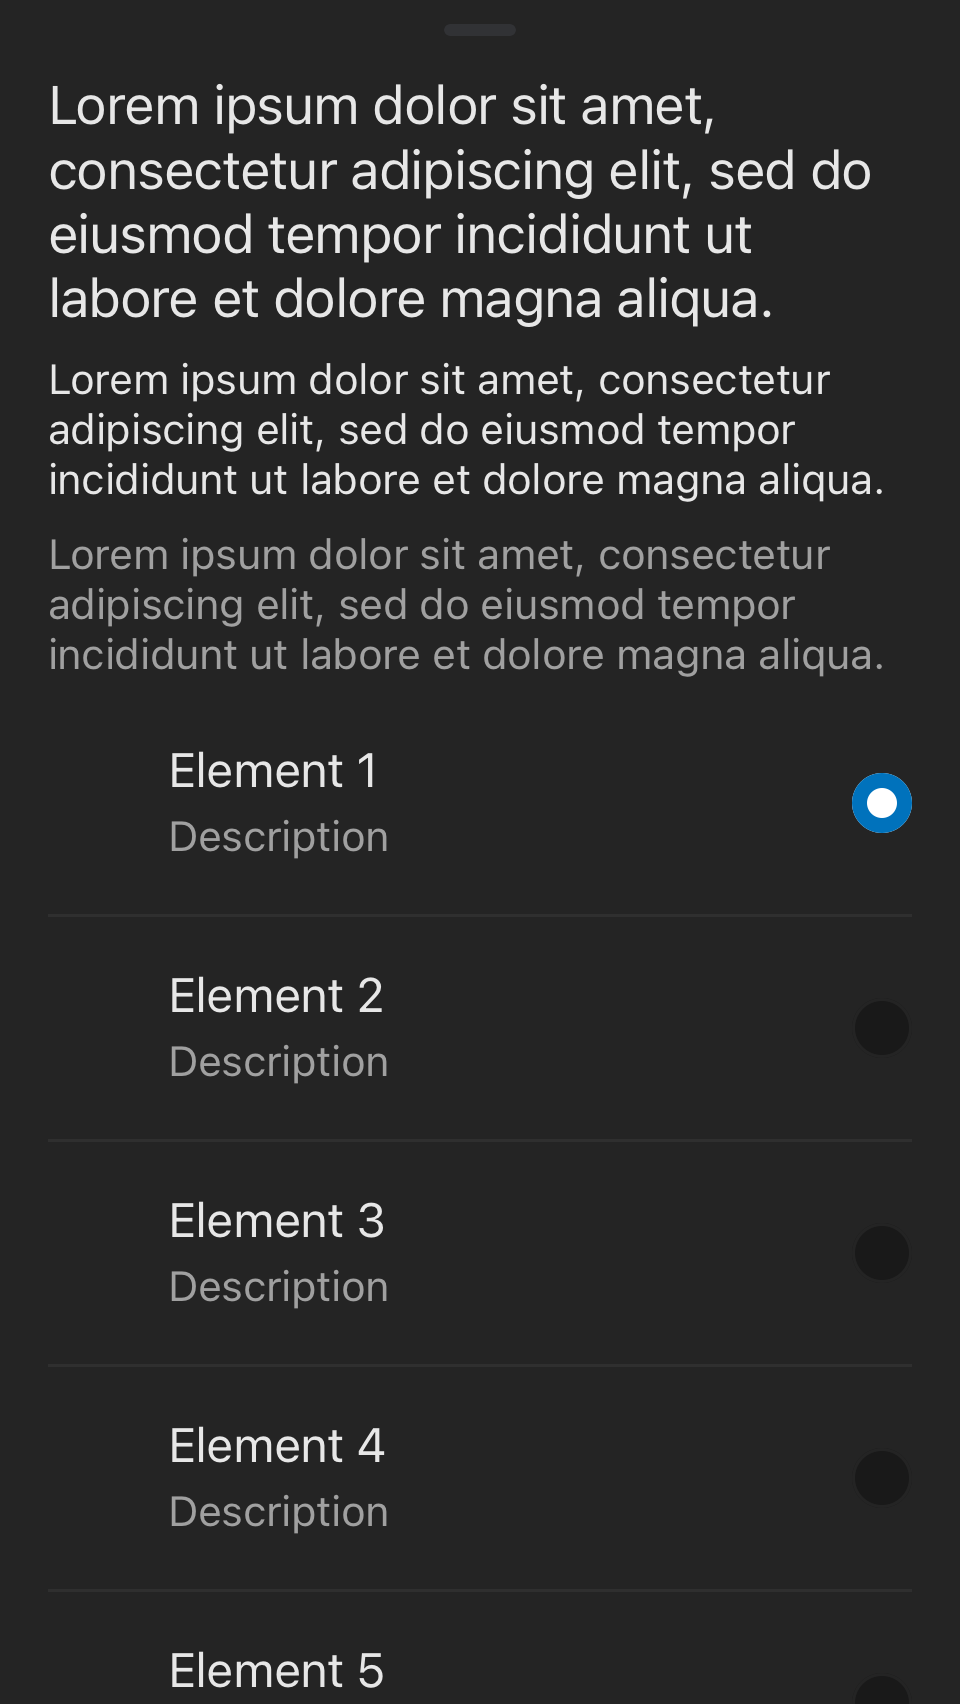 Lorem ipsum dolor sit amet,
consectetur adipiscing elit, sed do
eiusmod tempor incididunt ut
labore et dolore magna aliqua.
Lorem ipsum dolor sit amet, consectetur
adipiscing elit, sed do eiusmod tempor
incididunt ut labore et dolore magna aliqua.
Lorem ipsum dolor sit amet, consectetur
adipiscing elit, sed do eiusmod tempor
incididunt ut labore et dolore magna aliqua.
Element 1
Description
Element 2
Description
Element 3
Description
Element 4
Description
Element 5